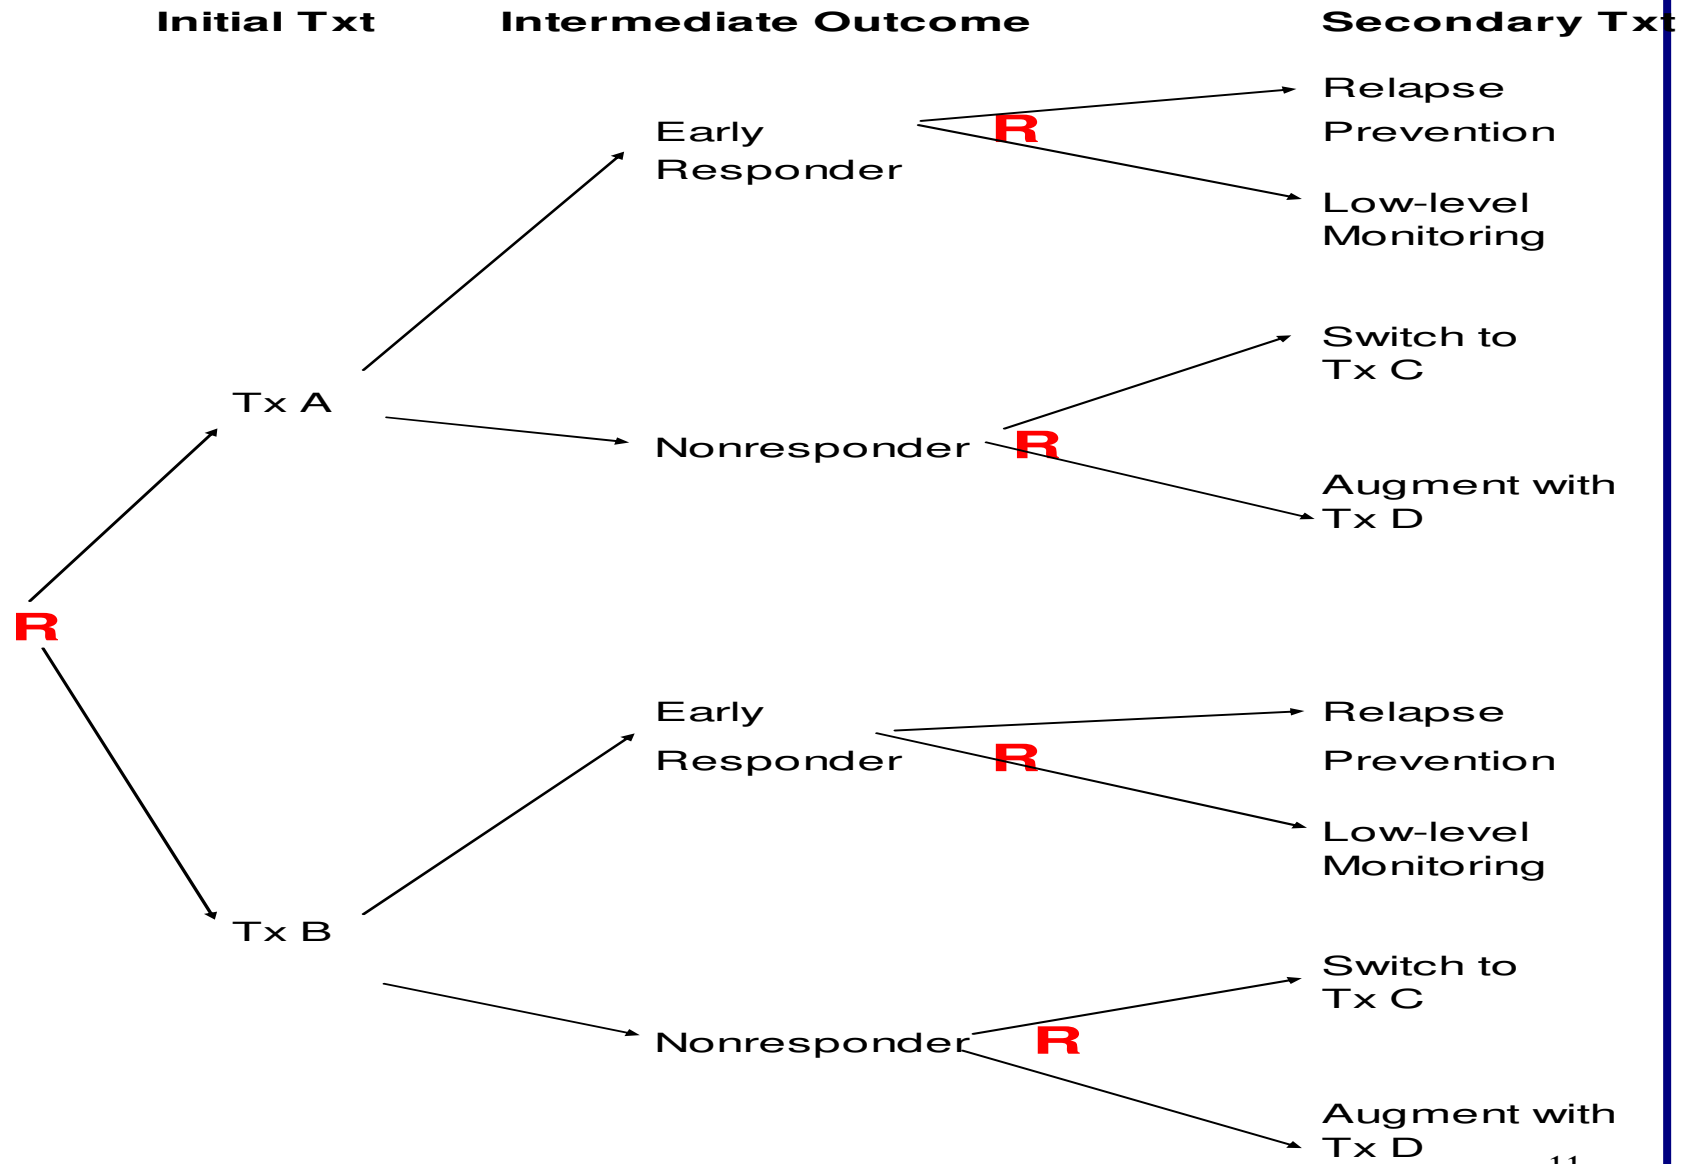 Initial Txt Intermediate Outcome Secondary Txt
Early
Responder
R
Relapse
Prevention
Low-level
Monitoring
Tx A
Nonresponder
R
Switch to
Tx C
Augment with
Tx D
R
Early
Responder
R
Relapse
Prevention
Low-level
Monitoring
Tx B
Nonresponder
R
Switch to
Tx C
Augment with
Tx D